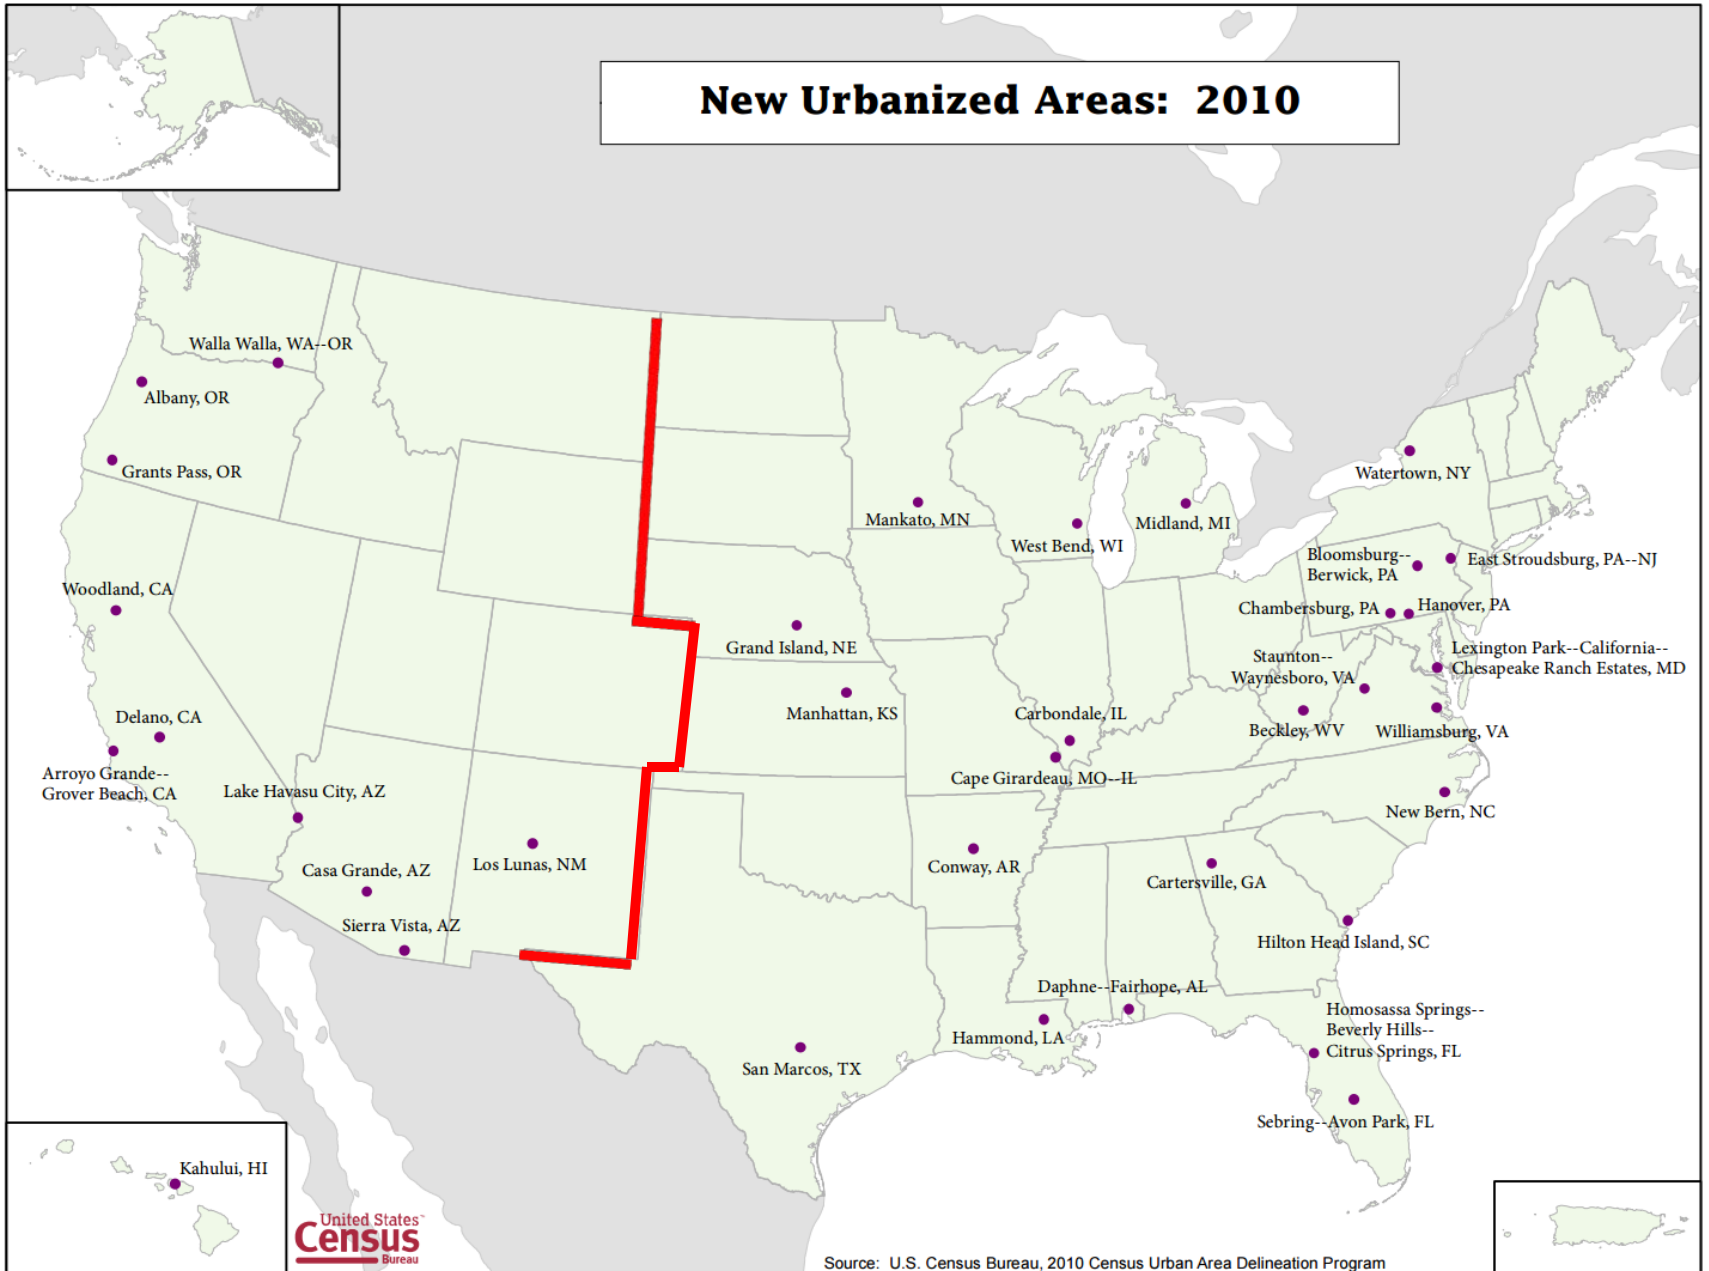 New Urbanized Areas:  2010
Walla Walla, WA--OR
Albany, OR
Grants Pass, OR
Watertown, NY
Mankato, MN
West Bend, WI
Midland, MI
Bloomsburg--
Berwick, PA
East Stroudsburg, PA--NJ
Woodland, CA
Chambersburg, PA
Hanover, PA
Grand Island, NE
Staunton--
Waynesboro, VA
Lexington Park--California--
Chesapeake Ranch Estates, MD
Delano, CA
Manhattan, KS
Carbondale, IL
Beckley, WV
Williamsburg, VA
Arroyo Grande--
Grover Beach, CA
Lake Havasu City, AZ
Cape Girardeau, MO--IL
New Bern, NC
Casa Grande, AZ
Los Lunas, NM
Conway, AR
Cartersville, GA
Sierra Vista, AZ
Hilton Head Island, SC
Daphne--Fairhope, AL
Hammond, LA
Homosassa Springs--
Beverly Hills--
Citrus Springs, FL
San Marcos, TX
Sebring--Avon Park, FL
Kahului, HI
United States™
Census
Bureau
Source:  U.S. Census Bureau, 2010 Census Urban Area Delineation Program